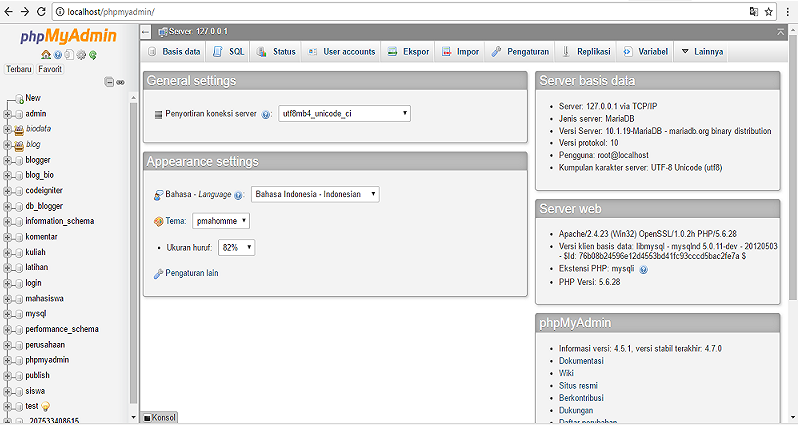 localhost/phpmyadmin/
phpMyAdmin
Terbaru Favorit
New
admin
biodata
blog
blogger
blog_bio
codeigniter
db_blogger
information_schema
komentar
kuliah
latihan
login
mahasiswa
mysql
performance_schema
perusahaan
phpmyadmin
publish
siswa
test
_207533408615
Server: 127.0.0.1
Basis data SQL Status User accounts Ekspor Impor Pengaturan Replikasi Variabel Lainnya
General settings
Penyortiran koneksi server : utf8mb4_unicode_ci
Appearance settings
Bahasa - Language : Bahasa Indonesia - Indonesian
Tema: pmahomme
Ukuran huruf: 82%
Pengaturan lain
Konsol
Server basis data
Server: 127.0.0.1 via TCP/IP
Jenis server: MariaDB
Versi Server: 10.1.19-MariaDB - mariadb.org binary distribution
Versi protokol: 10
Pengguna: root@localhost
Kumpulan karakter server: UTF-8 Unicode (utf8)
Server web
Apache/2.4.23 (Win32) OpenSSL/1.0.2h PHP/5.6.28
Versi klien basis data: libmysql - mysqlnd 5.0.11-dev - 20120503
- $Id: 76b08b24596e12d4553bd41fc93cccd5bac2fe7a $
Ekstensi PHP: mysqli
PHP Versi: 5.6.28
phpMyAdmin
Informasi versi: 4.5.1, versi stabil terakhir: 4.7.0
Dokumentasi
Wiki
Situs resmi
Berkontribusi
Dukungan
Daftar perubahan